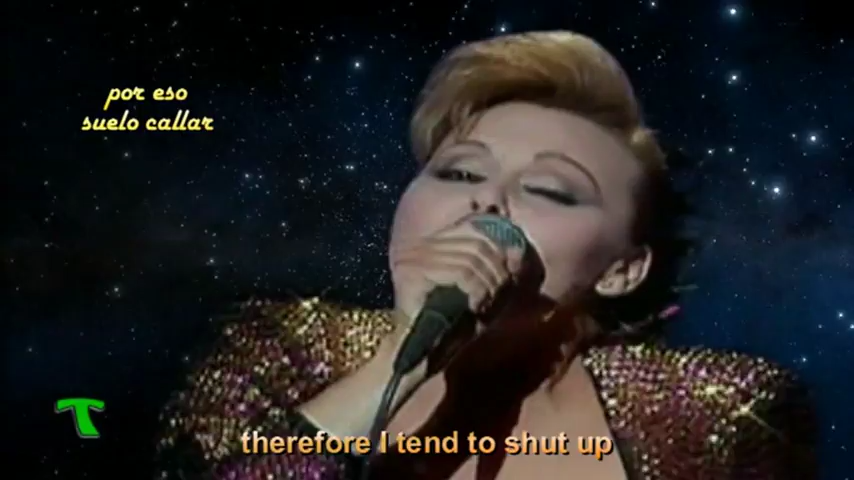 por eso
suelo callar
T
therefore I tend to shut up